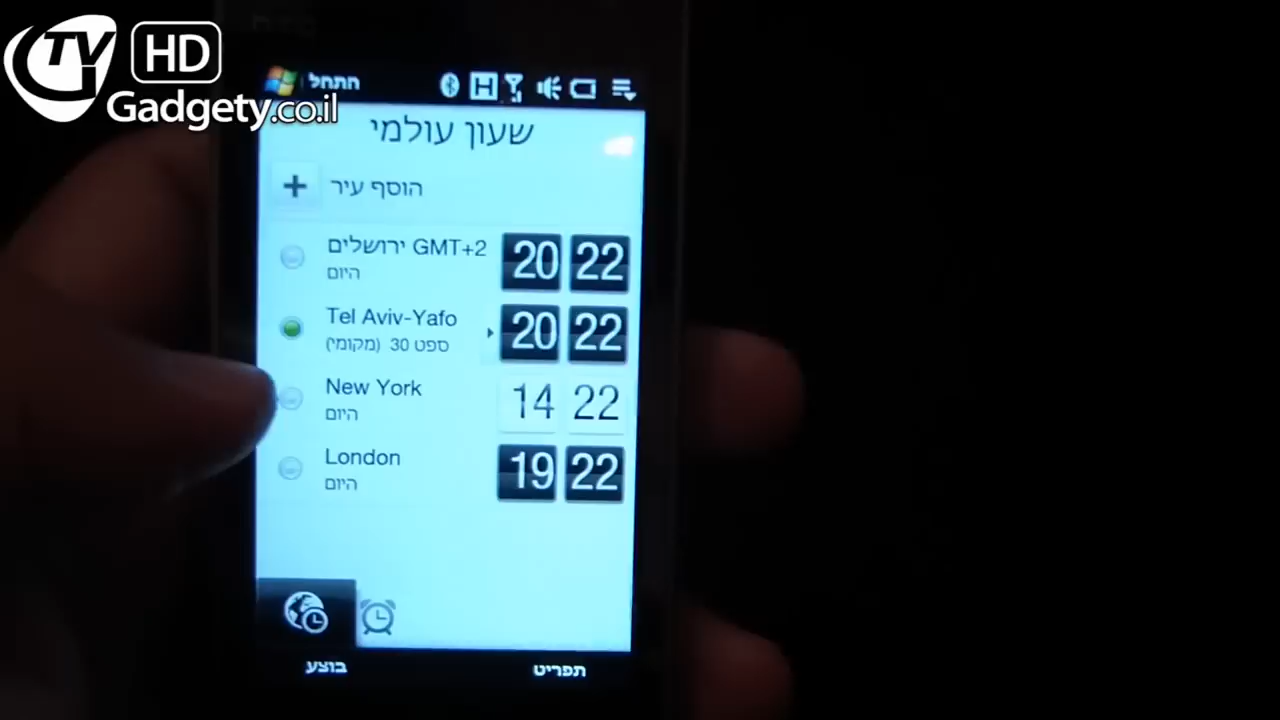 TV HD
Gadgety.co.il
התחל
שעון עולמי
הוסף עיר
ירושלים GMT+2 20 22
היום
Tel Aviv-Yafo 20 22
ספט 30 (מקומי)
New York 14 22
היום
London 19 22
היום
בוצע תפריט